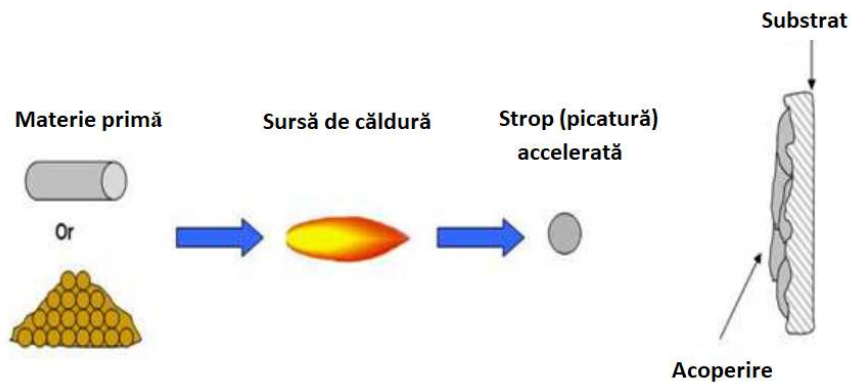 Substrat
Materie primă
Sursă de căldură
Strop (picatură)
accelerată
Or
Acoperire